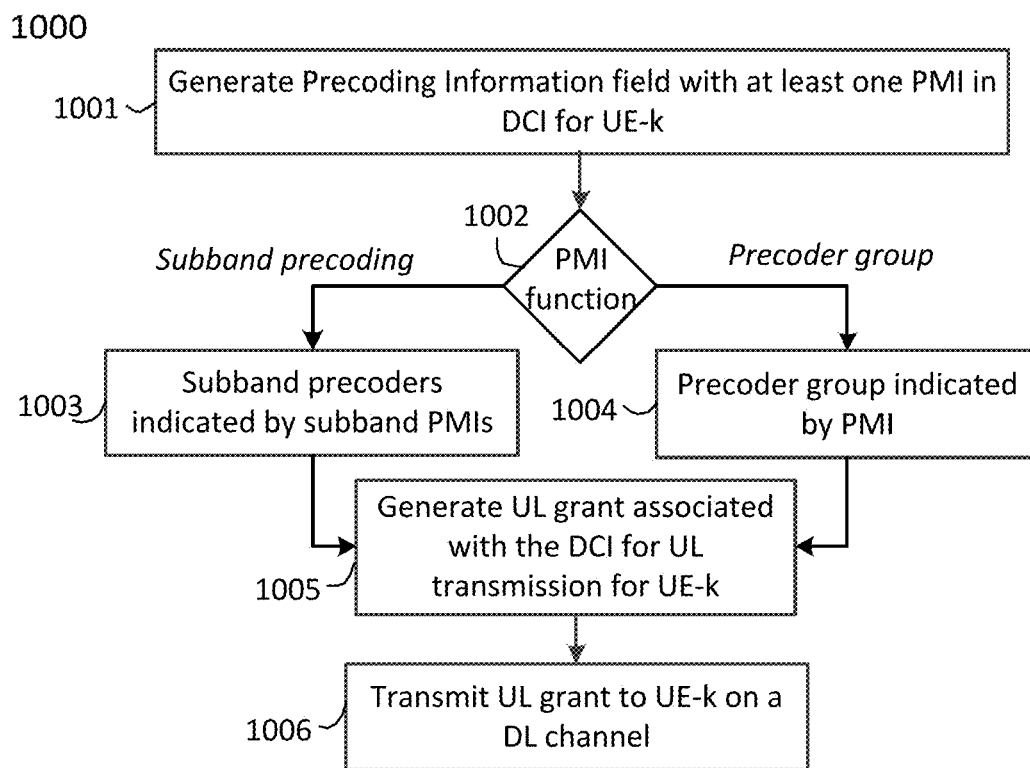 1000
Generate Precoding Information field with at least one PMI in
DCI for UE-k
1001
1002
PMI
function
Subband precoding
Precoder group
Subband precoders
indicated by subband PMIs
1003
Precoder group indicated
by PMI
1004
Generate UL grant associated
with the DCI for UL
transmission for UE-k
1005
Transmit UL grant to UE-k on a
DL channel
1006